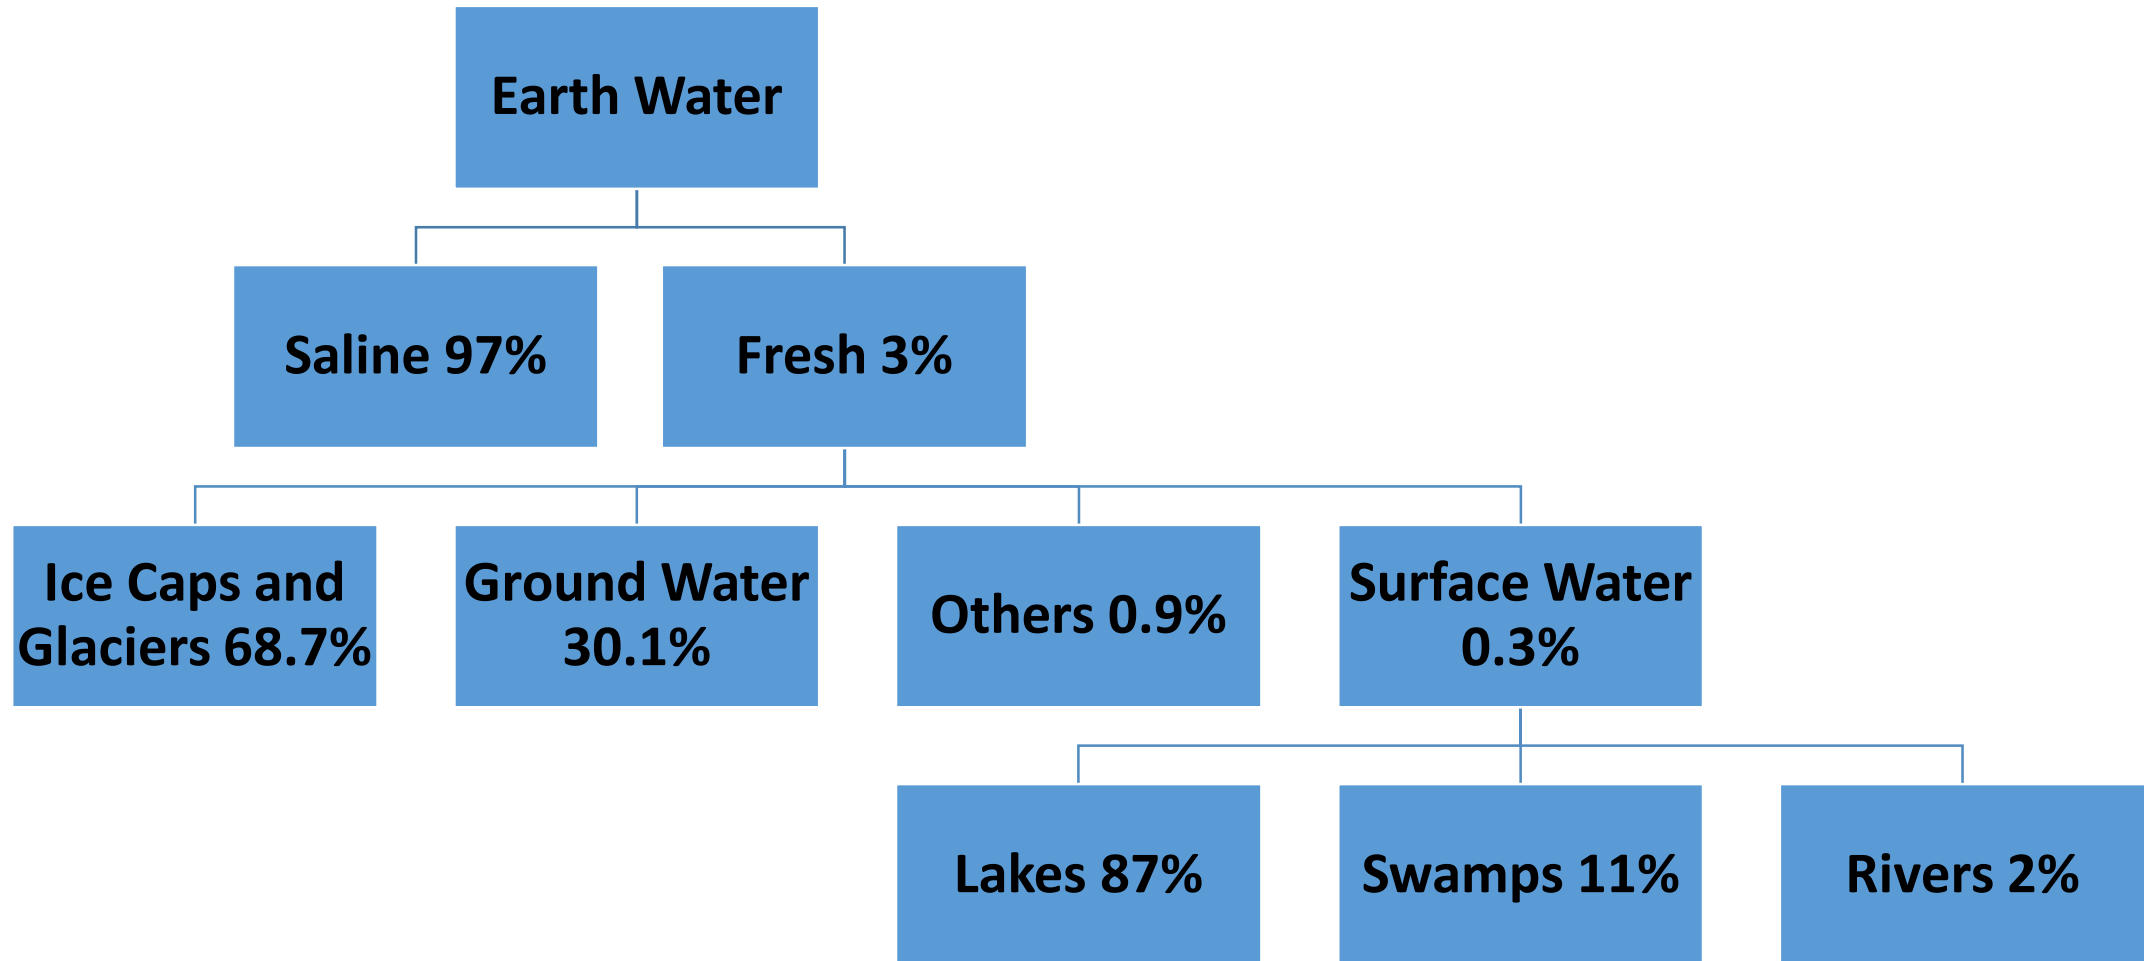 Earth Water
Saline 97%
Fresh 3%
Ice Caps and
Glaciers 68.7%
Ground Water
30.1%
Others 0.9%
Surface Water
0.3%
Lakes 87%
Swamps 11%
Rivers 2%